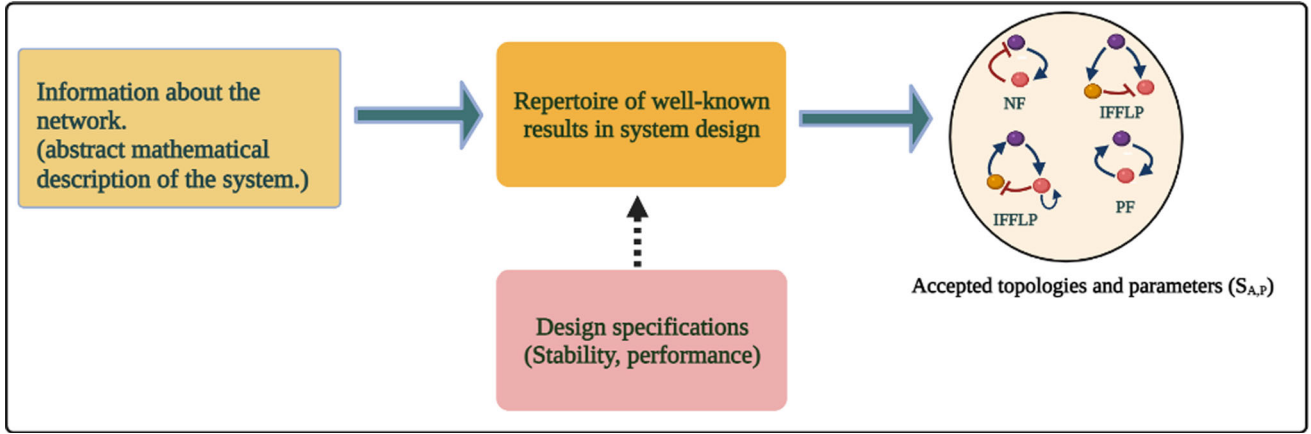 Information about the
network.
(abstract mathematical
description of the system.)
Repertoire of well-known
results in system design
Design specifications
(Stability, performance)
NF
IFFLP
IFFLP
PF
Accepted topologies and parameters (S_A,P)